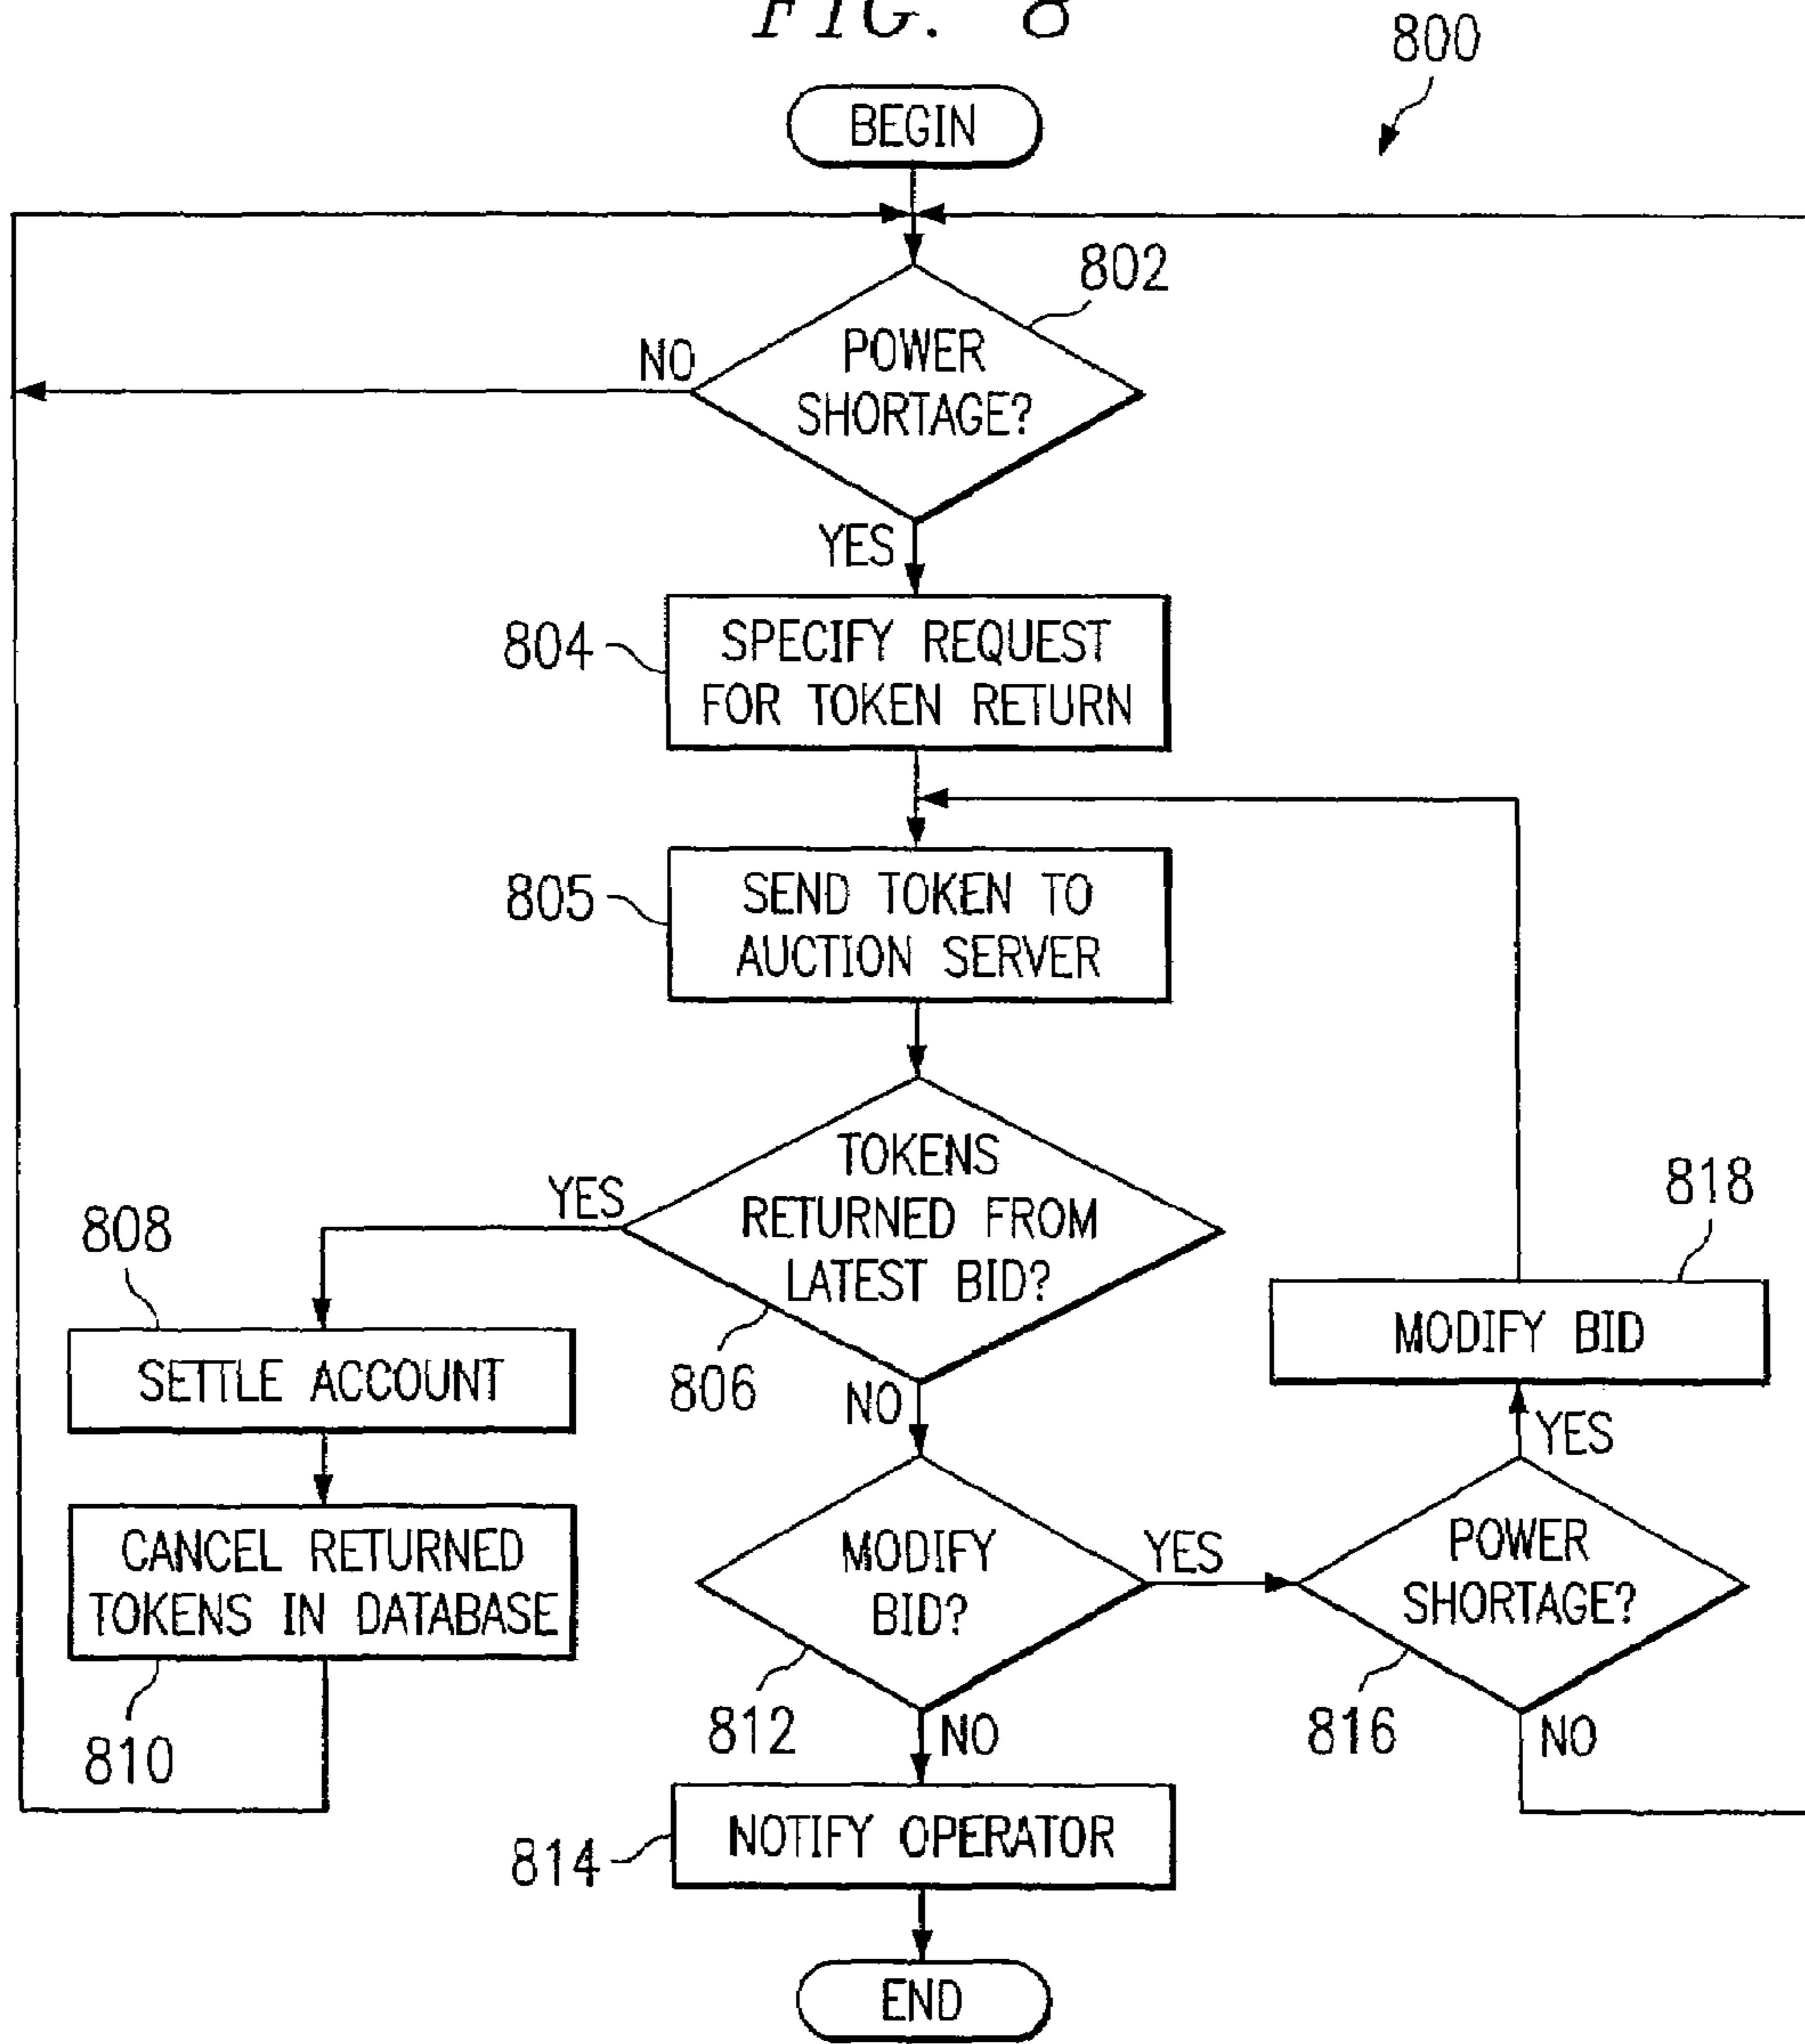 FIG. 8
800
BEGIN
802
POWER
SHORTAGE?
NO
YES
804
SPECIFY REQUEST
FOR TOKEN RETURN
805
SEND TOKEN TO
AUCTION SERVER
TOKENS
RETURNED FROM
LATEST BID?
YES
806
NO
808
SETTLE ACCOUNT
CANCEL RETURNED
TOKENS IN DATABASE
810
MODIFY
BID?
YES
812
NO
818
MODIFY BID
YES
POWER
SHORTAGE?
816
NO
814
NOTIFY OPERATOR
END